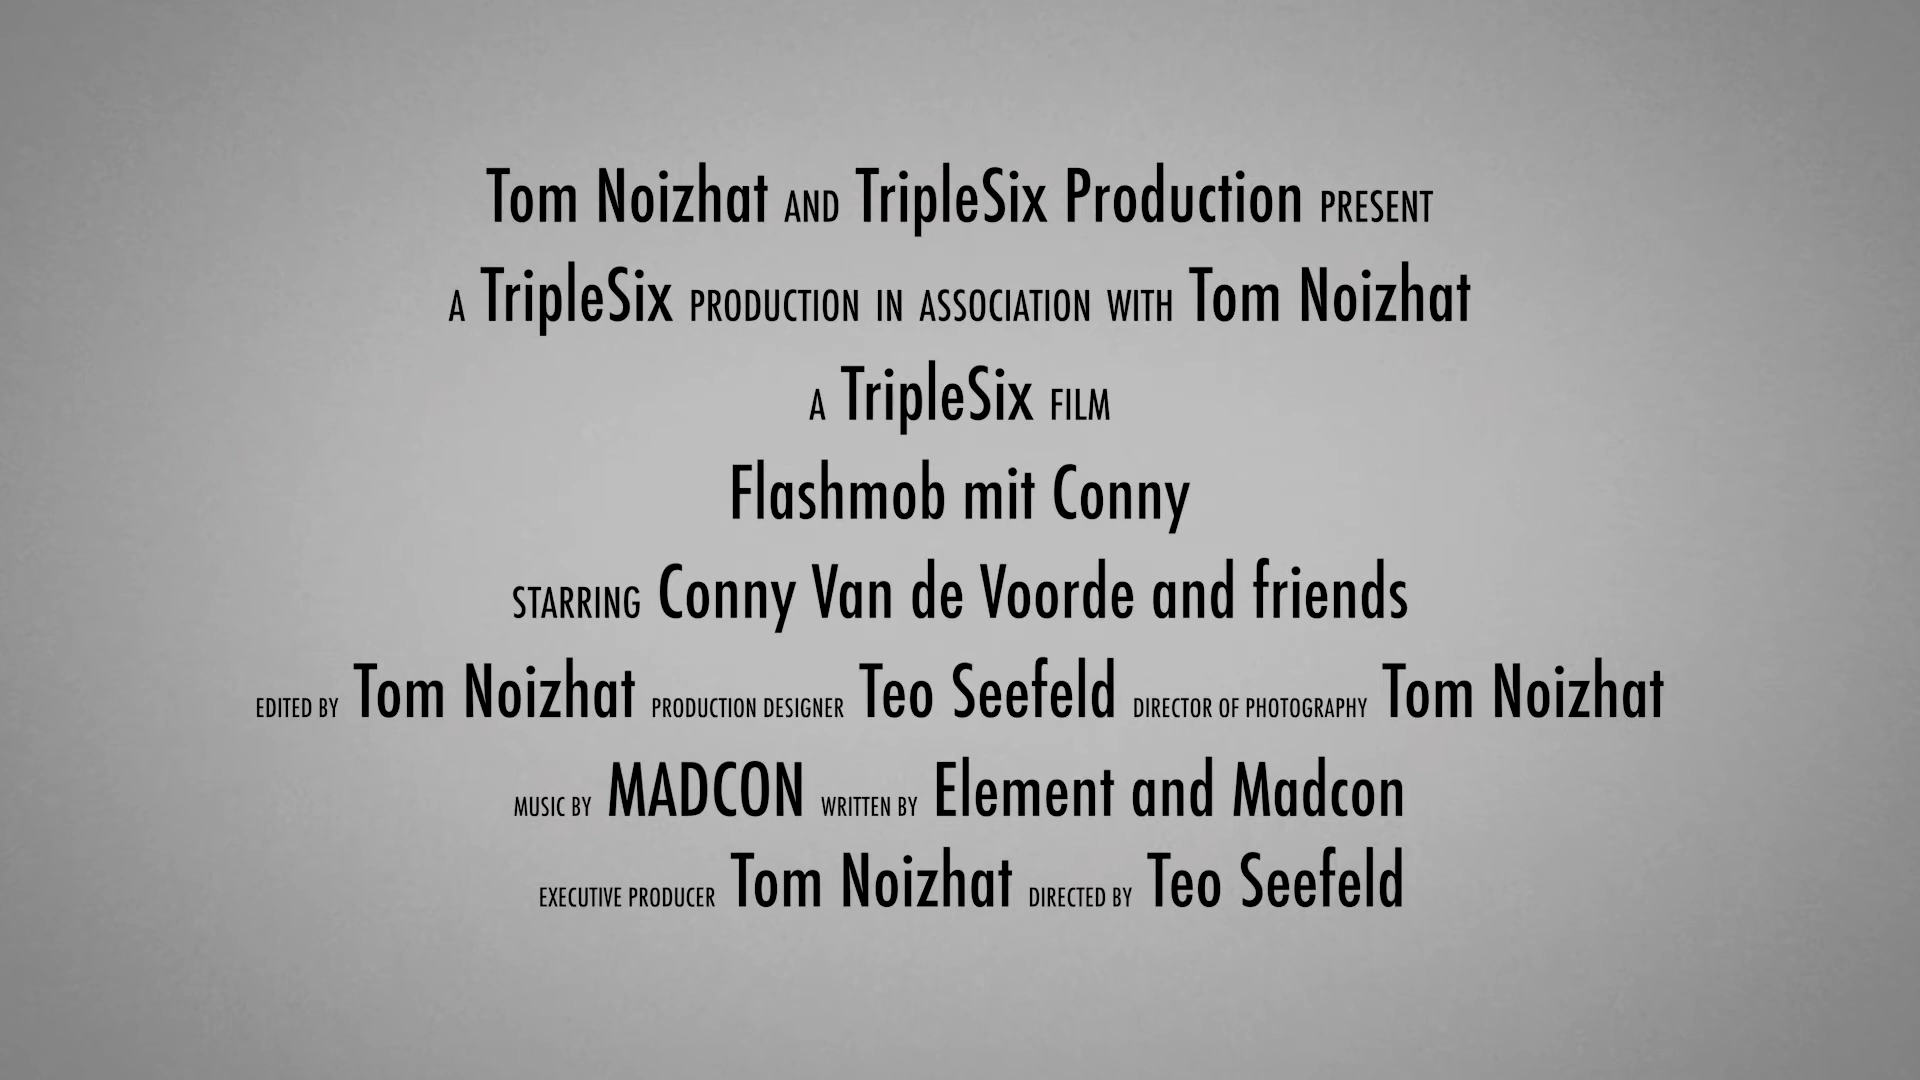 Tom Noizhat AND TripleSix Production PRESENT
A TripleSix PRODUCTION IN ASSOCIATION WITH Tom Noizhat
A TripleSix FILM
Flashmob mit Conny
STARRING Conny Van de Voorde and friends
EDITED BY Tom Noizhat PRODUCTION DESIGNER Teo Seefeld DIRECTOR OF PHOTOGRAPHY Tom Noizhat
MUSIC BY MADCON WRITTEN BY Element and Madcon
EXECUTIVE PRODUCER Tom Noizhat DIRECTED BY Teo Seefeld